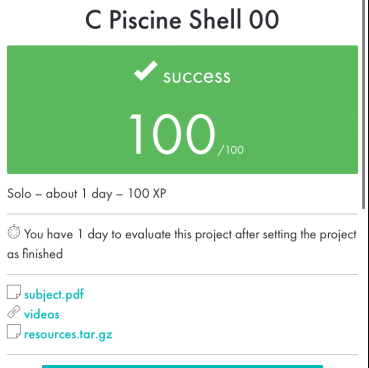 C Piscine Shell 00
success
100/100
Solo – about 1 day – 100 XP
You have 1 day to evaluate this project after setting the project
as finished
subject.pdf
videos
resources.tar.gz